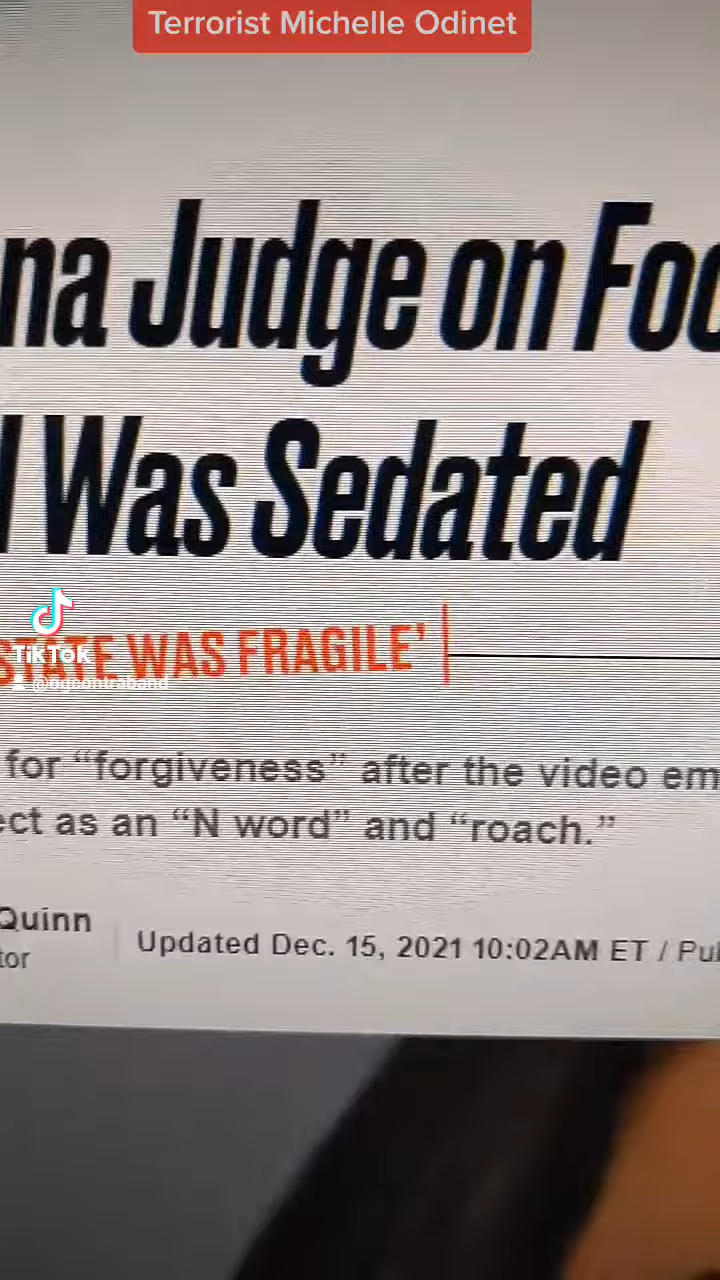 Terrorist Michelle Odinet
na Judge on Foo
Was Sedated
STATE WAS FRAGILE’
TikTok
@ogcontraband
for “forgiveness” after the video em
ect as an “N word” and “roach.”
Quinn
Updated Dec. 15, 2021 10:02AM ET / Pu
tor